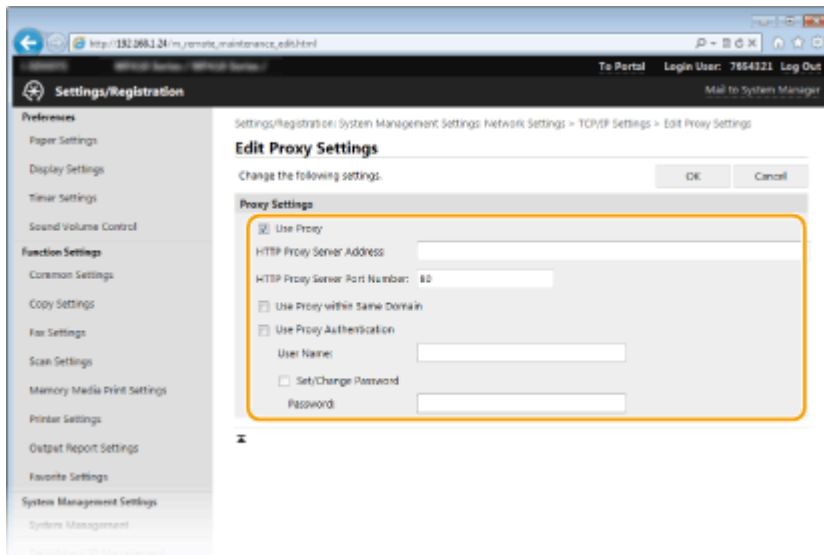 http://192.168.1.24/m_remote_maintenance_edit.html
To Portal Login User: 7654321 Log Out
Settings/Registration
Mail to System Manager
Preferences
Paper Settings
Display Settings
Timer Settings
Sound Volume Control
Function Settings
Common Settings
Copy Settings
Fax Settings
Scan Settings
Memory Media Print Settings
Printer Settings
Output Report Settings
Favorite Settings
System Management Settings
System Management
Settings/Registration: System Management Settings: Network Settings > TCP/IP Settings > Edit Proxy Settings
Edit Proxy Settings
Change the following settings.
OK
Cancel
Proxy Settings
Use Proxy
HTTP Proxy Server Address:
HTTP Proxy Server Port Number: 80
Use Proxy within Same Domain
Use Proxy Authentication
User Name:
Set/Change Password
Password: